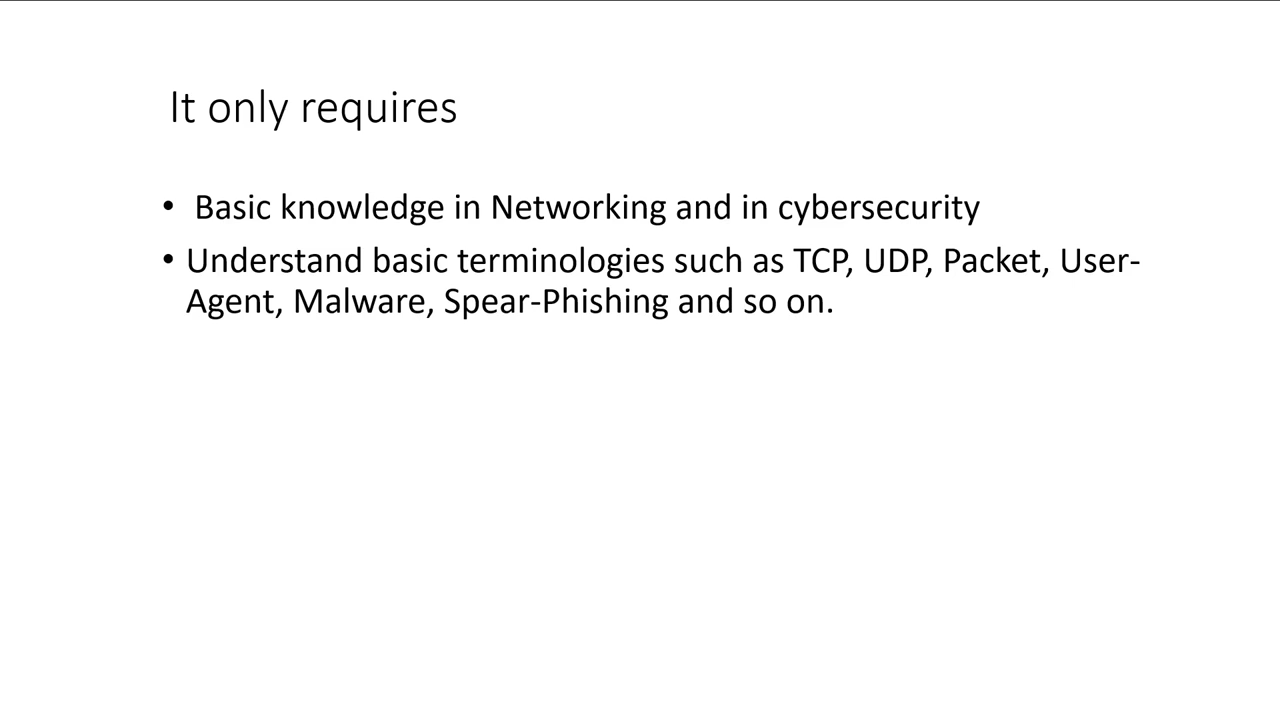 It only requires
• Basic knowledge in Networking and in cybersecurity
• Understand basic terminologies such as TCP, UDP, Packet, User-
Agent, Malware, Spear-Phishing and so on.